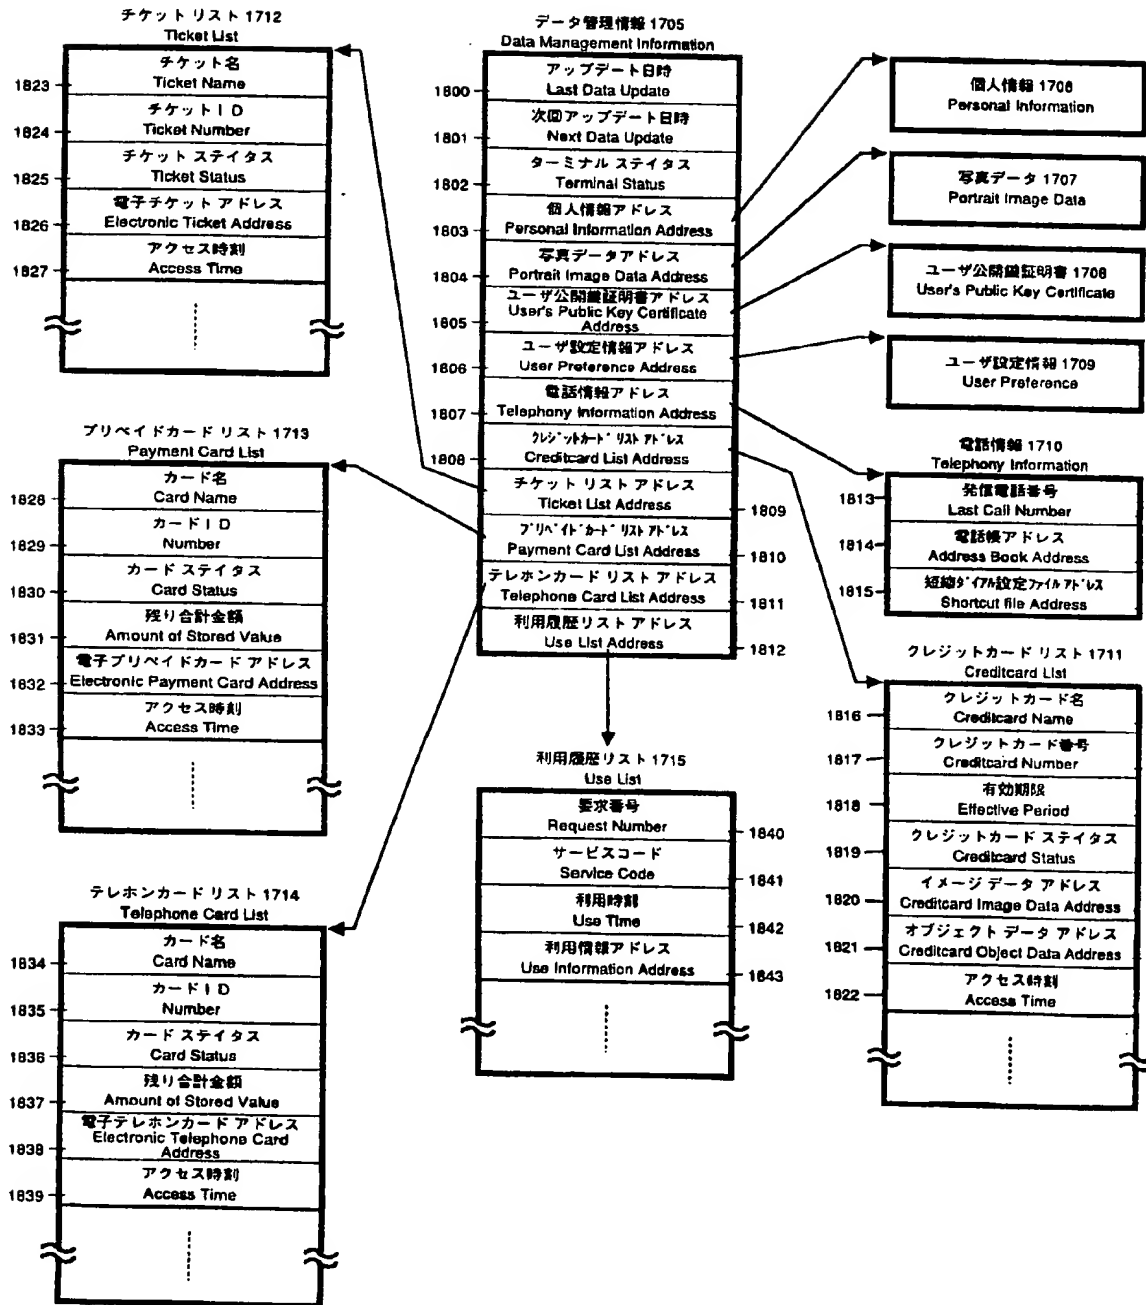 チケット リスト 1712
Ticket List
1823
チケット名
Ticket Name
1824
チケットＩＤ
Ticket Number
1825
チケット ステイタス
Ticket Status
1826
電子チケット アドレス
Electronic Ticket Address
1827
アクセス時刻
Access Time
プリペイドカード リスト 1713
Payment Card List
1828
カード名
Card Name
1829
カードＩＤ
Number
1830
カード ステイタス
Card Status
1831
残り合計金額
Amount of Stored Value
1832
電子プリペイドカード アドレス
Electronic Payment Card Address
1833
アクセス時刻
Access Time
テレホンカード リスト 1714
Telephone Card List
1834
カード名
Card Name
1835
カードＩＤ
Number
1836
カード ステイタス
Card Status
1837
残り合計金額
Amount of Stored Value
1838
電子テレホンカード アドレス
Electronic Telephone Card
Address
1839
アクセス時刻
Access Time
データ管理情報 1705
Data Management Information
1800
アップデート日時
Last Data Update
1801
次回アップデート日時
Next Data Update
1802
ターミナル ステイタス
Terminal Status
1803
個人情報アドレス
Personal Information Address
1804
写真データアドレス
Portrait Image Data Address
1805
ユーザ公開鍵証明書アドレス
User's Public Key Certificate
Address
1806
ユーザ設定情報アドレス
User Preference Address
1807
電話情報アドレス
Telephony Information Address
1808
クレジットカード リスト アドレス
Creditcard List Address
チケット リスト アドレス
Ticket List Address
1809
プリペイドカード リスト アドレス
Payment Card List Address
1810
テレホンカード リスト アドレス
Telephone Card List Address
1811
利用履歴リスト アドレス
Use List Address
1812
利用履歴リスト 1715
Use List
要求番号
Request Number
1840
サービスコード
Service Code
1841
利用時刻
Use Time
1842
利用情報アドレス
Use Information Address
1843
個人情報 1706
Personal Information
写真データ 1707
Portrait Image Data
ユーザ公開鍵証明書 1708
User's Public Key Certificate
ユーザ設定情報 1709
User Preference
電話情報 1710
Telephony Information
1813
発信電話番号
Last Call Number
1814
電話帳アドレス
Address Book Address
1815
短縮ダイアル設定ファイルアドレス
Shortcut file Address
クレジットカード リスト 1711
Creditcard List
1816
クレジットカード名
Creditcard Name
1817
クレジットカード番号
Creditcard Number
1818
有効期限
Effective Period
1819
クレジットカード ステイタス
Creditcard Status
1820
イメージ データ アドレス
Creditcard Image Data Address
1821
オブジェクト データ アドレス
Creditcard Object Data Address
1822
アクセス時刻
Access Time